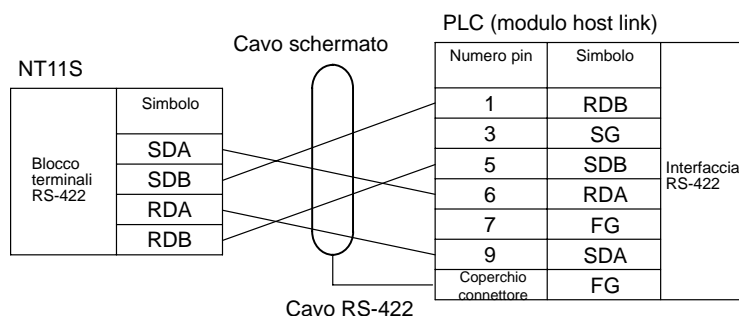 PLC (modulo host link)
Cavo schermato
NT11S
Simbolo
Blocco
terminali
RS-422
SDA
SDB
RDA
RDB
Numero pin Simbolo
1 RDB
3 SG
5 SDB
6 RDA
7 FG
9 SDA
Coperchio
connettore
FG
Interfaccia
RS-422
Cavo RS-422